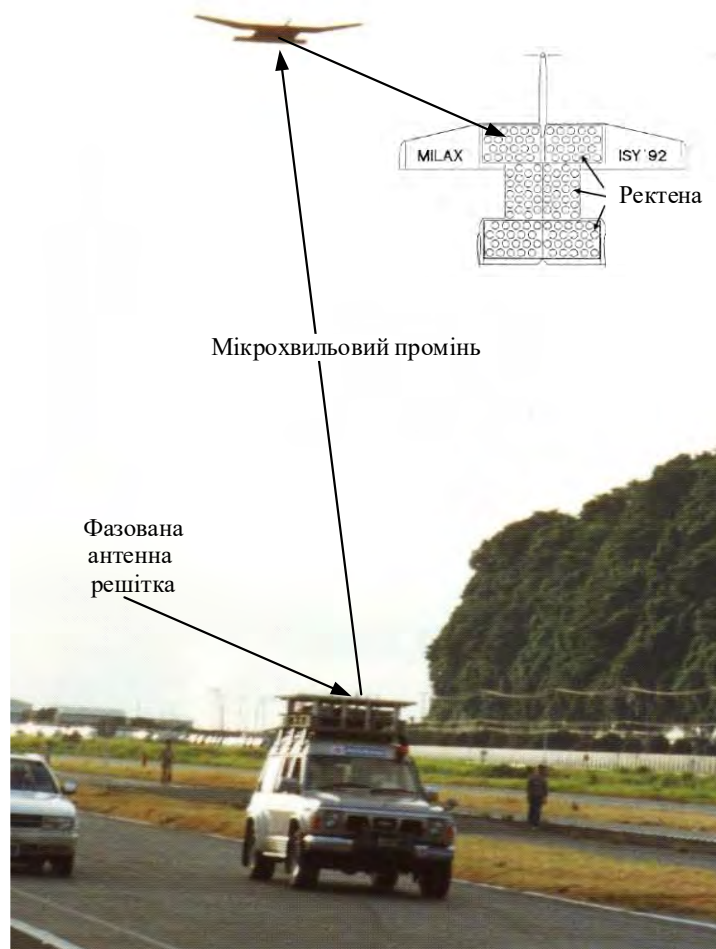 MILAX
ISY'92
Ректена
Мікрохвильовий промінь
Фазована
антенна
решітка